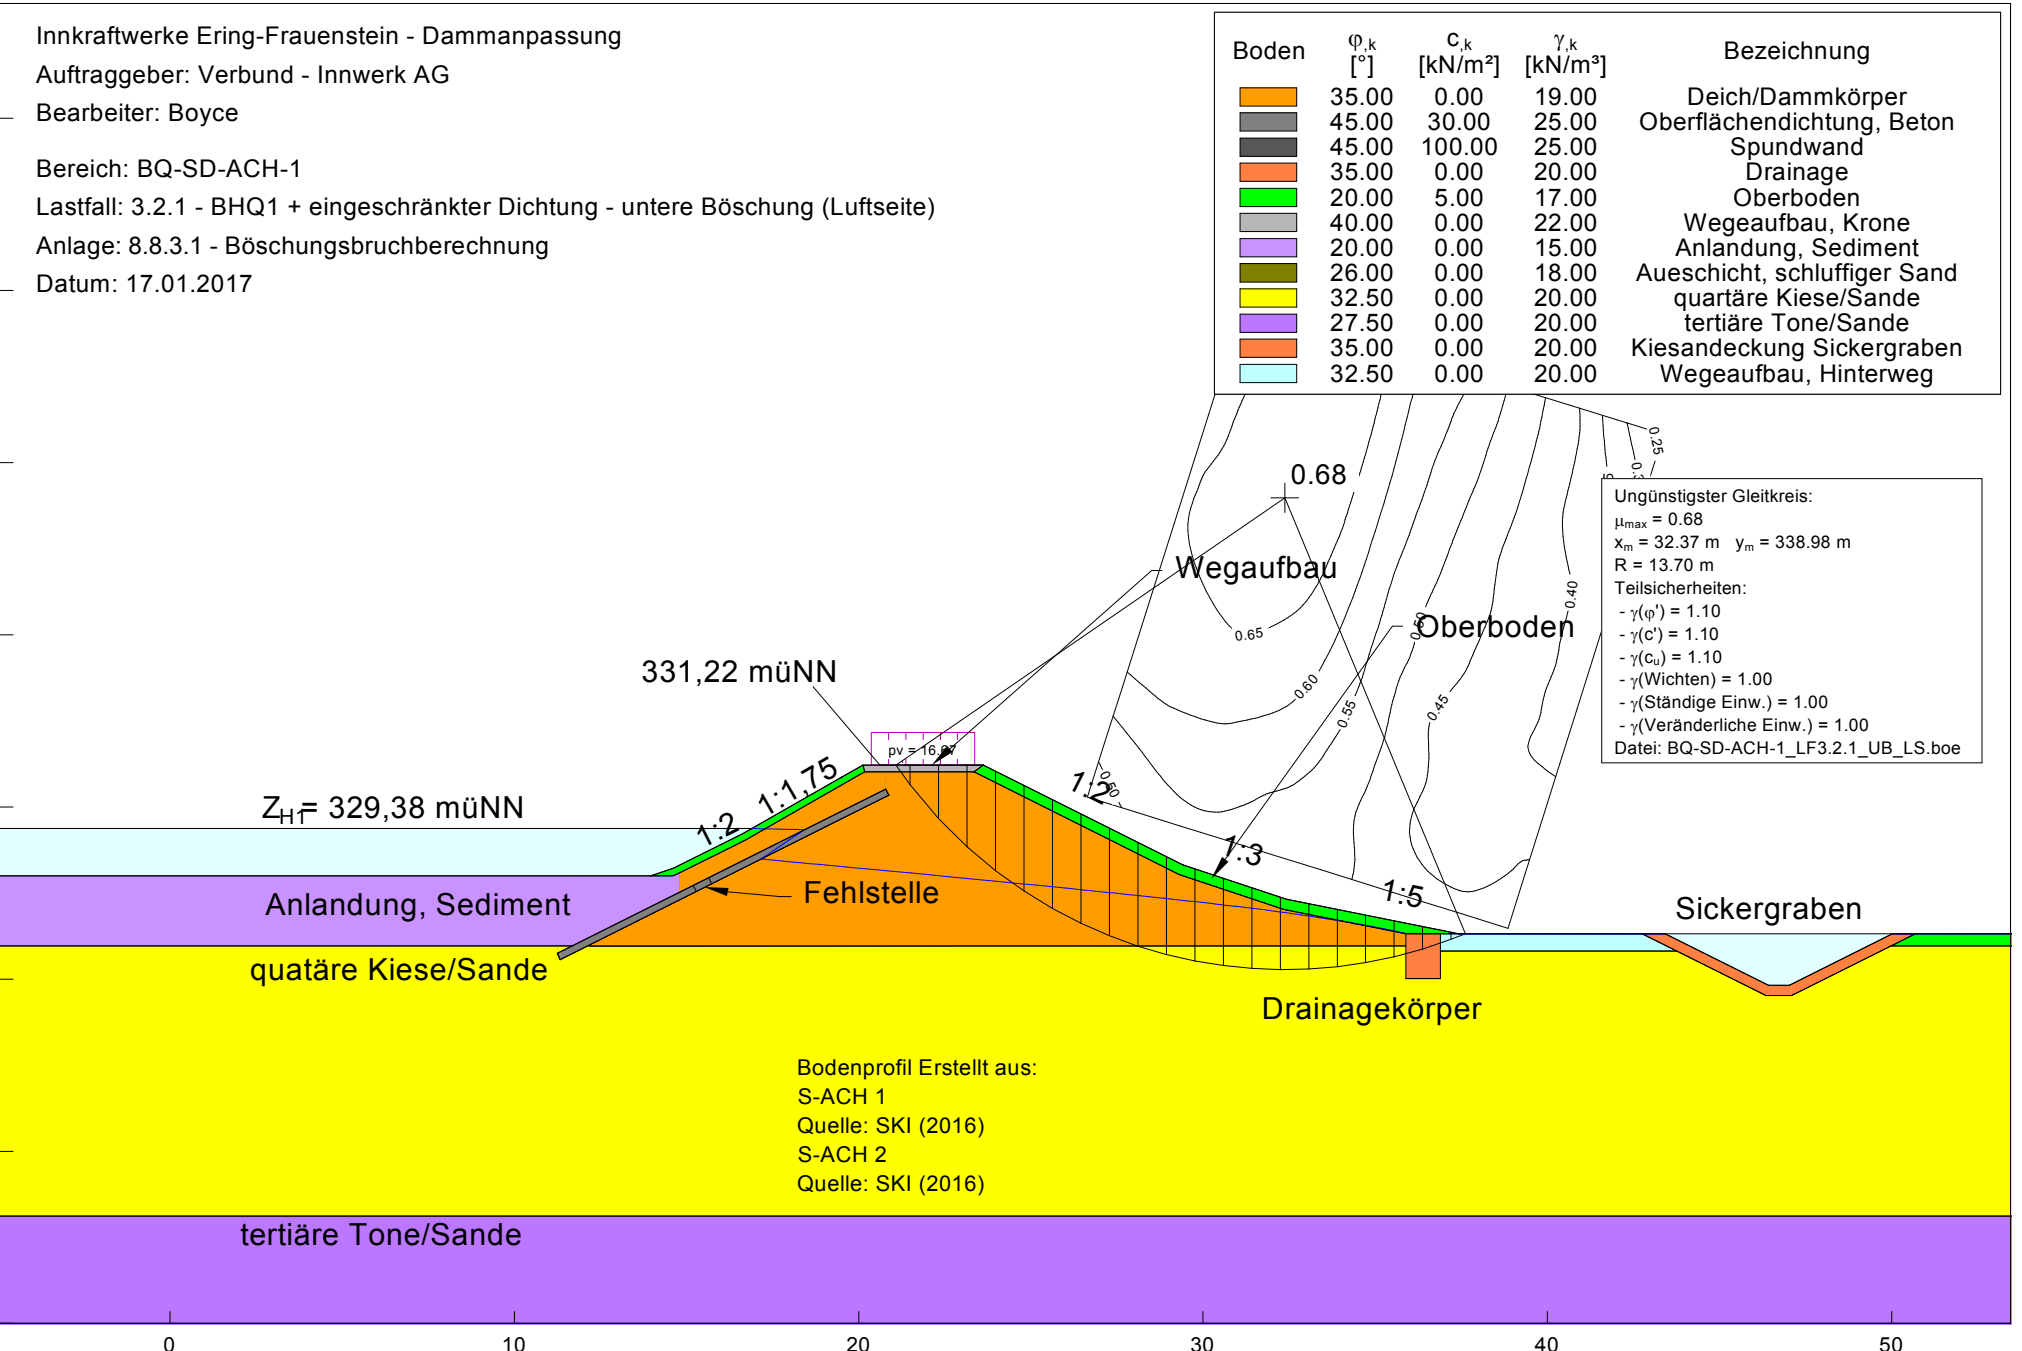 Innkraftwerke Ering-Frauenstein - Dammanpassung
Auftraggeber: Verbund - Innwerk AG
Bearbeiter: Boyce
Bereich: BQ-SD-ACH-1
Lastfall: 3.2.1 - BHQ1 + eingeschränkter Dichtung - untere Böschung (Luftseite)
Anlage: 8.8.3.1 - Böschungsbruchberechnung
Datum: 17.01.2017
Boden φ,k [°] c,k [kN/m²] γ,k [kN/m³] Bezeichnung
35.00 0.00 19.00 Deich/Dammkörper
45.00 30.00 25.00 Oberflächendichtung, Beton
45.00 100.00 25.00 Spundwand
35.00 0.00 20.00 Drainage
20.00 5.00 17.00 Oberboden
40.00 0.00 22.00 Wegeaufbau, Krone
20.00 0.00 15.00 Anlandung, Sediment
26.00 0.00 18.00 Aueschicht, schluffiger Sand
32.50 0.00 20.00 quartäre Kiese/Sande
27.50 0.00 20.00 tertiäre Tone/Sande
35.00 0.00 20.00 Kiesandeckung Sickergraben
32.50 0.00 20.00 Wegeaufbau, Hinterweg
0.25
0.68
Ungünstigster Gleitkreis:
μmax = 0.68
xm = 32.37 m ym = 338.98 m
R = 13.70 m
Teilsicherheiten:
- γ(φ') = 1.10
- γ(c') = 1.10
- γ(cu) = 1.10
- γ(Wichten) = 1.00
- γ(Ständige Einw.) = 1.00
- γ(Veränderliche Einw.) = 1.00
Datei: BQ-SD-ACH-1_LF3.2.1_UB_LS.boe
Wegaufbau
0.40
0.65
0.50
Oberboden
331,22 müNN
0.60
0.55
0.45
pv = 16.67
1:1,75
1:2
0.50
ZH1= 329,38 müNN
1:2
1:3
1:5
Fehlstelle
Anlandung, Sediment
Sickergraben
quatäre Kiese/Sande
Drainagekörper
Bodenprofil Erstellt aus:
S-ACH 1
Quelle: SKI (2016)
S-ACH 2
Quelle: SKI (2016)
tertiäre Tone/Sande
0 10 20 30 40 50